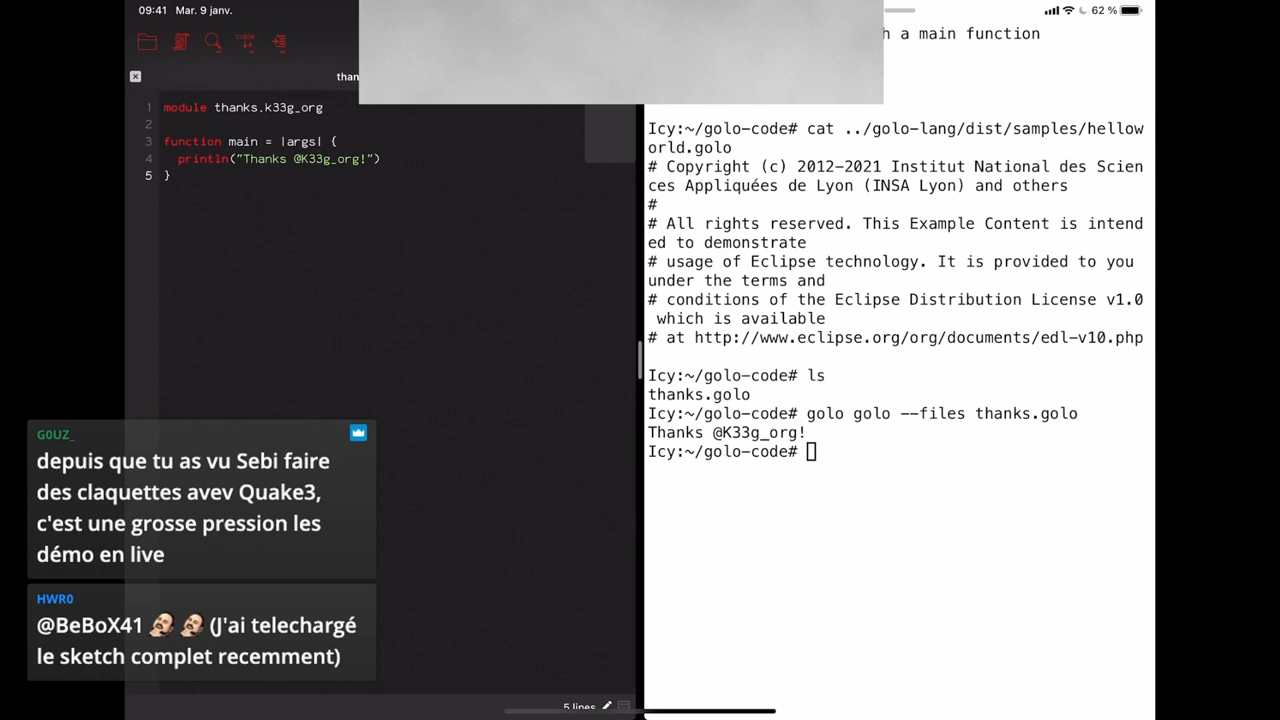 09:41 Mar. 9 janv.
62 %
h a main function
than
1 module thanks.k33g_org
2
3 function main = |args| {
4 println("Thanks @K33g_org!")
5 }
5 lines
Icy:~/golo-code# cat ../golo-lang/dist/samples/hellow
orld.golo
# Copyright (c) 2012-2021 Institut National des Scien
ces Appliquées de Lyon (INSA Lyon) and others
#
# All rights reserved. This Example Content is intend
ed to demonstrate
# usage of Eclipse technology. It is provided to you
under the terms and
# conditions of the Eclipse Distribution License v1.0
which is available
# at http://www.eclipse.org/org/documents/edl-v10.php
Icy:~/golo-code# ls
thanks.golo
Icy:~/golo-code# golo golo --files thanks.golo
Thanks @K33g_org!
Icy:~/golo-code#
G0UZ_
depuis que tu as vu Sebi faire
des claquettes avev Quake3,
c'est une grosse pression les
démo en live
HWR0
@BeBoX41 (J'ai telechargé
le sketch complet recemment)